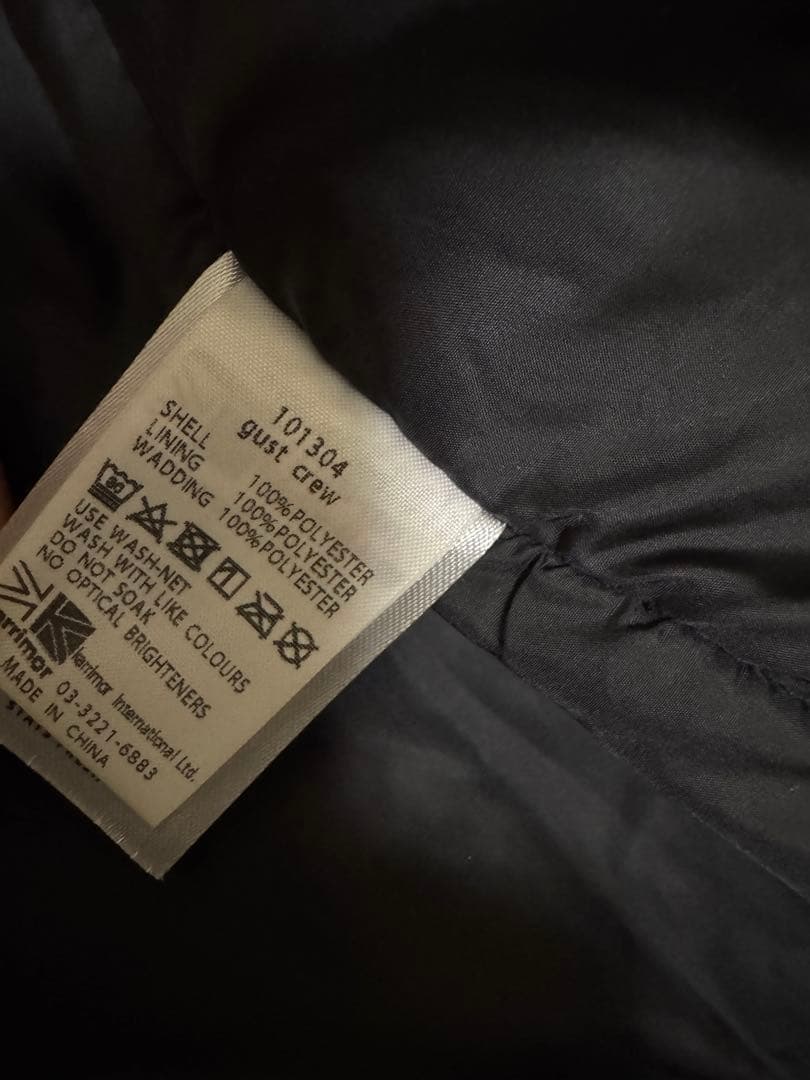 101304
gust crew
SHELL 100%POLYESTER
LINING 100%POLYESTER
WADDING 100%POLYESTER
USE WASH-NET
WASH WITH LIKE COLOURS
DO NOT SOAK
NO OPTICAL BRIGHTENERS
karrimor International Ltd.
karrimor 03-3221-6883
MADE IN CHINA